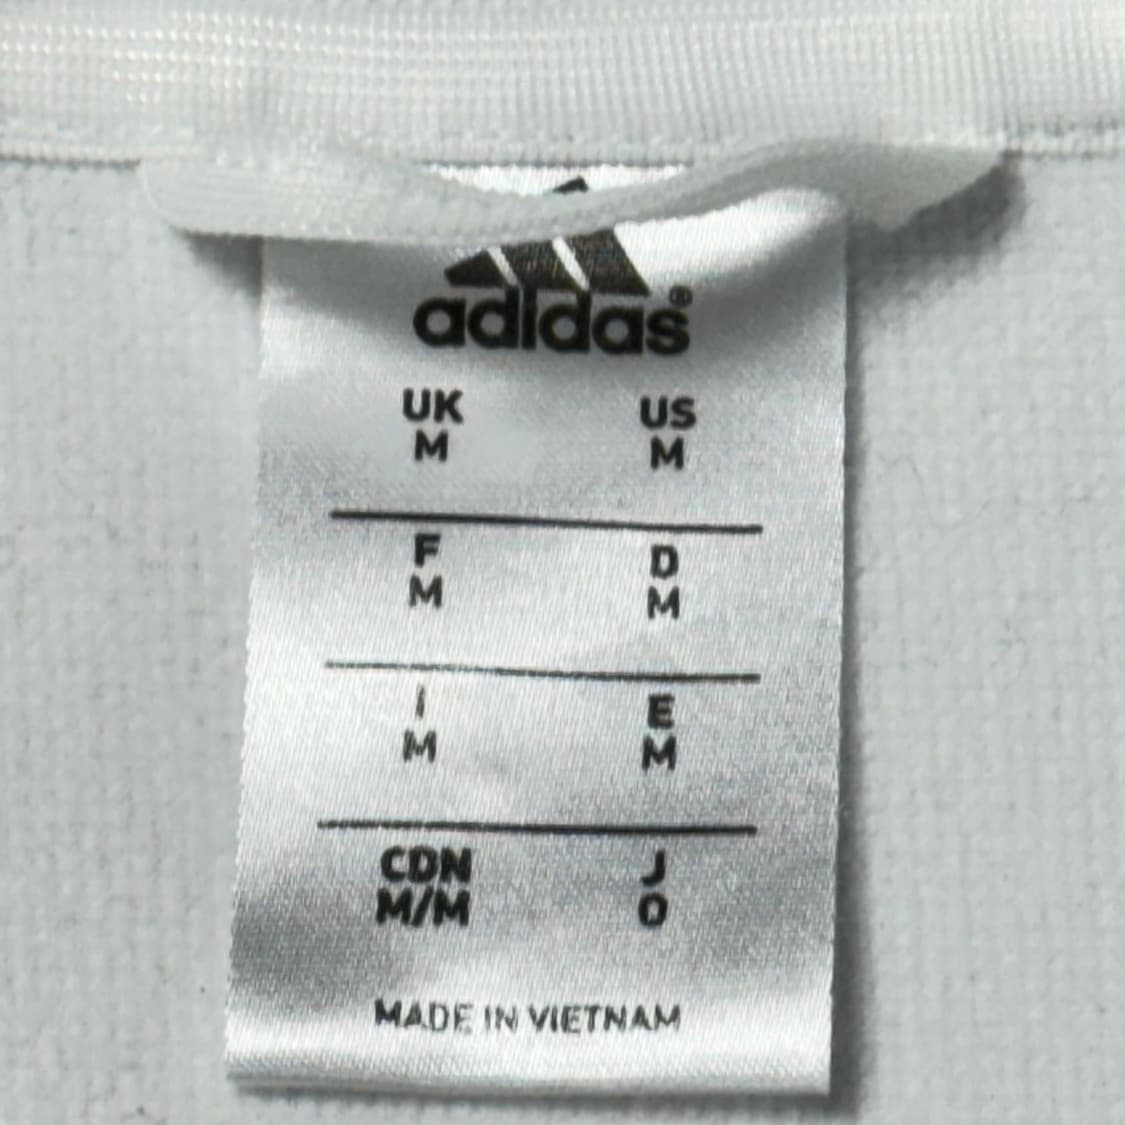 adidas®
UK US
M M
F D
M M
I E
M M
CDN J
M/M O
MADE IN VIETNAM